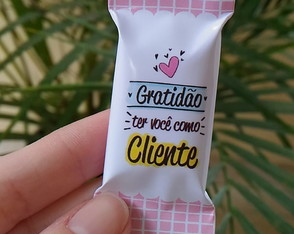 Gratidão
ter você como
Cliente